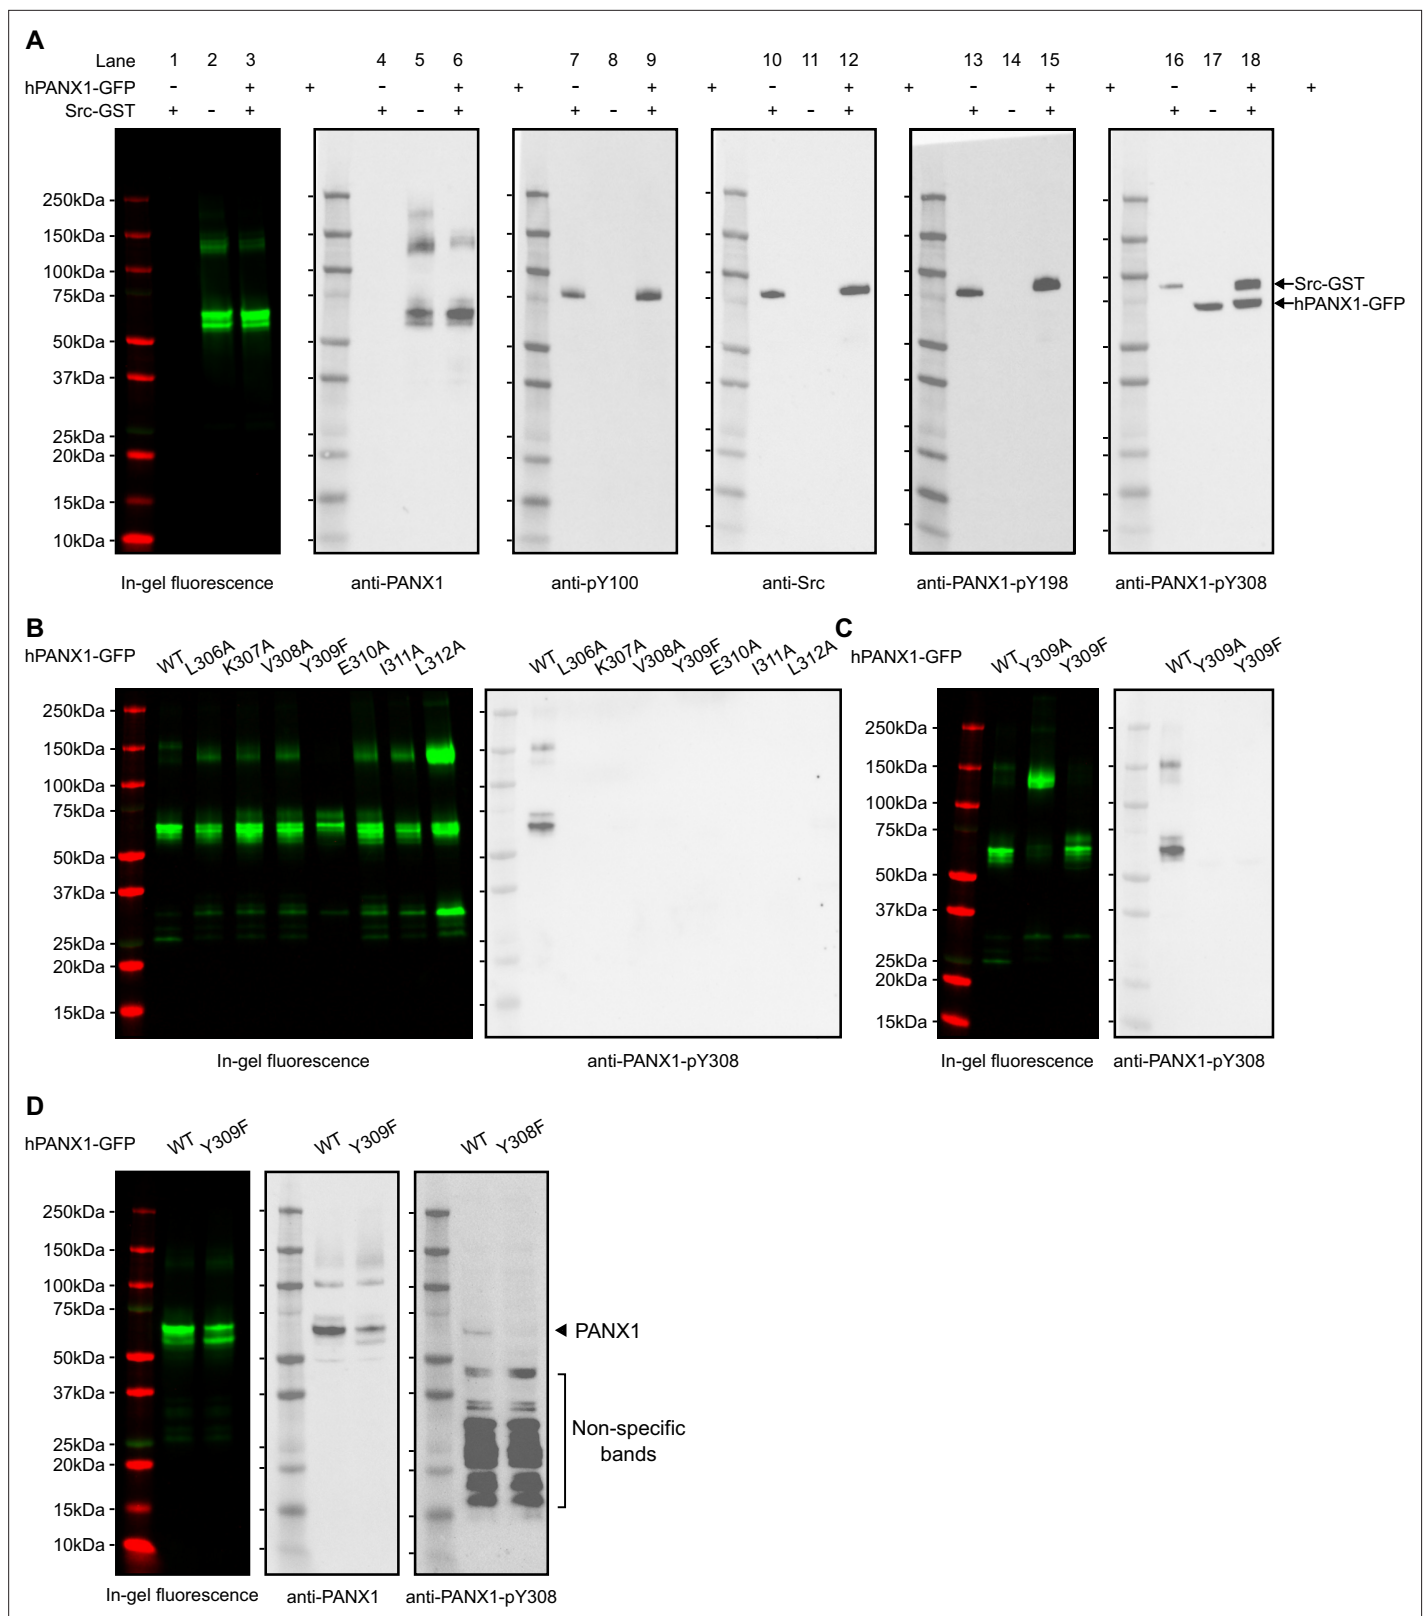 A
Lane 1 2 3 4 5 6 7 8 9 10 11 12 13 14 15 16 17 18
hPANX1-GFP - + + - + + - + + - + + - + + - + +
Src-GST + - + + - + + - + + - + + - + + - +
250kDa
150kDa
100kDa
75kDa
50kDa
37kDa
25kDa
20kDa
15kDa
10kDa
Src-GST
hPANX1-GFP
In-gel fluorescence anti-PANX1 anti-pY100 anti-Src anti-PANX1-pY198 anti-PANX1-pY308
B
hPANX1-GFP WT L306A K307A V308A Y309F E310A I311A L312A WT L306A K307A V308A Y309F E310A I311A L312A
250kDa
150kDa
100kDa
75kDa
50kDa
37kDa
25kDa
20kDa
15kDa
In-gel fluorescence anti-PANX1-pY308
C
hPANX1-GFP WT Y309A Y309F WT Y309A Y309F
250kDa
150kDa
100kDa
75kDa
50kDa
37kDa
25kDa
20kDa
15kDa
In-gel fluorescence anti-PANX1-pY308
D
hPANX1-GFP WT Y309F WT Y309F WT Y308F
250kDa
150kDa
100kDa
75kDa
50kDa
37kDa
25kDa
20kDa
15kDa
10kDa
PANX1
Non-specific
bands
In-gel fluorescence anti-PANX1 anti-PANX1-pY308